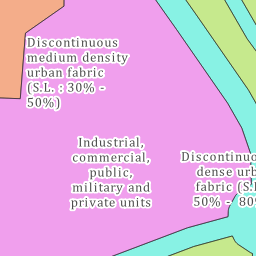 Discontinuous
medium density
urban fabric
(S.L. : 30% -
50%)
Industrial,
commercial,
public,
military and
private units
Discontinuo
dense urb
fabric (S.L
50% - 80%